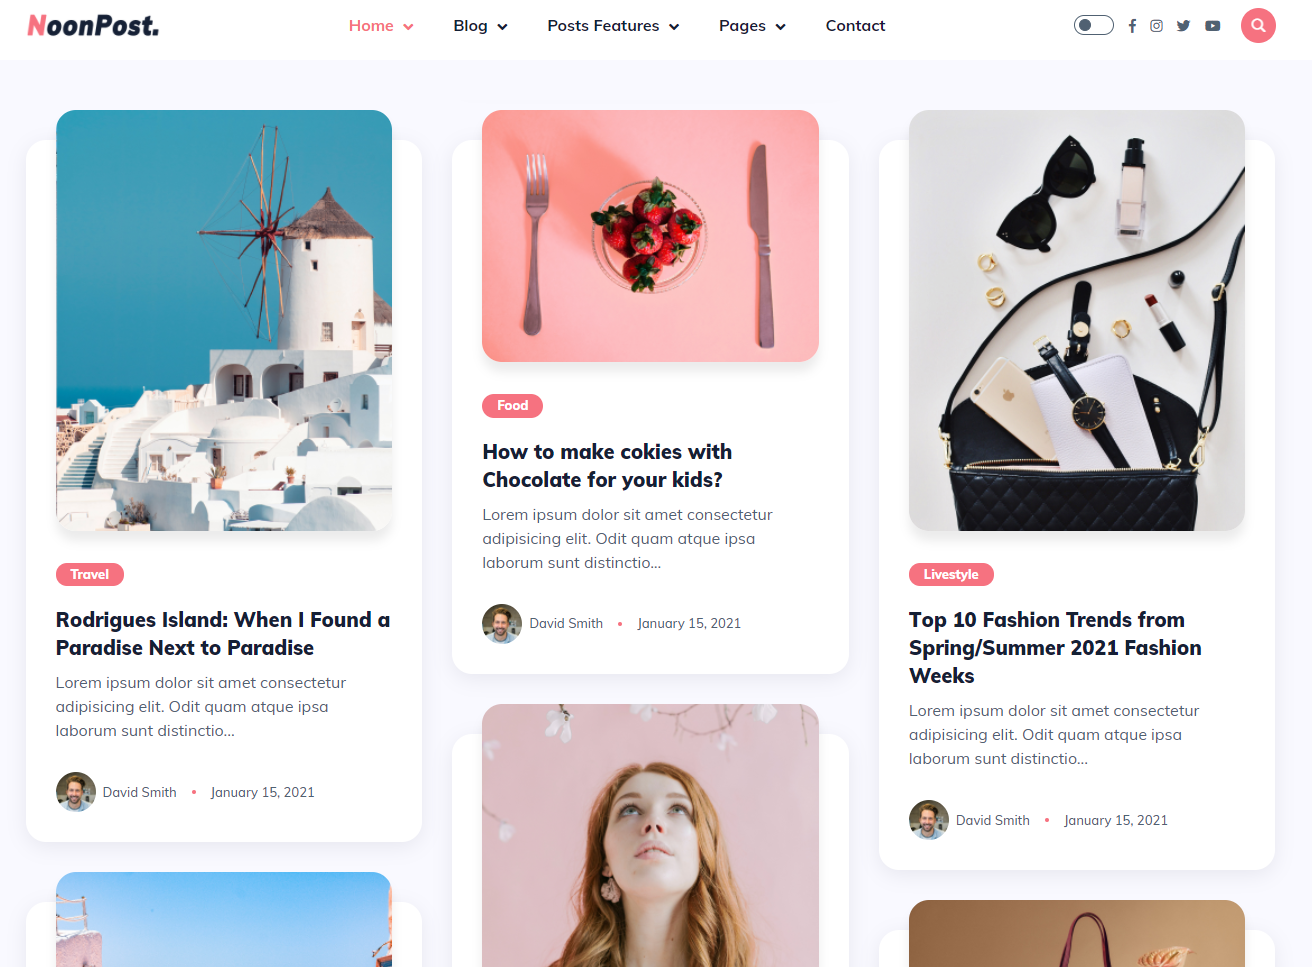 NoonPost.
Home
Blog
Posts Features
Pages
Contact
Travel
Rodrigues Island: When I Found a
Paradise Next to Paradise
Lorem ipsum dolor sit amet consectetur
adipisicing elit. Odit quam atque ipsa
laborum sunt distinctio...
David Smith • January 15, 2021
Food
How to make cokies with
Chocolate for your kids?
Lorem ipsum dolor sit amet consectetur
adipisicing elit. Odit quam atque ipsa
laborum sunt distinctio...
David Smith • January 15, 2021
Livestyle
Top 10 Fashion Trends from
Spring/Summer 2021 Fashion
Weeks
Lorem ipsum dolor sit amet consectetur
adipisicing elit. Odit quam atque ipsa
laborum sunt distinctio...
David Smith • January 15, 2021